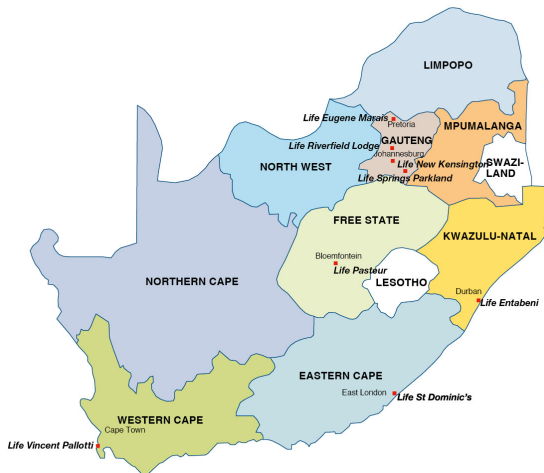 LIMPOPO
Life Eugene Marais
Pretoria
MPUMALANGA
GAUTENG
Life Riverfield Lodge
Johannesburg
NORTH WEST
Life New Kensington
SWAZI-
LAND
Life Springs Parkland
FREE STATE
KWAZULU-NATAL
Bloemfontein
Life Pasteur
NORTHERN CAPE
LESOTHO
Durban
Life Entabeni
EASTERN CAPE
East London
Life St Dominic's
WESTERN CAPE
Cape Town
Life Vincent Pallotti